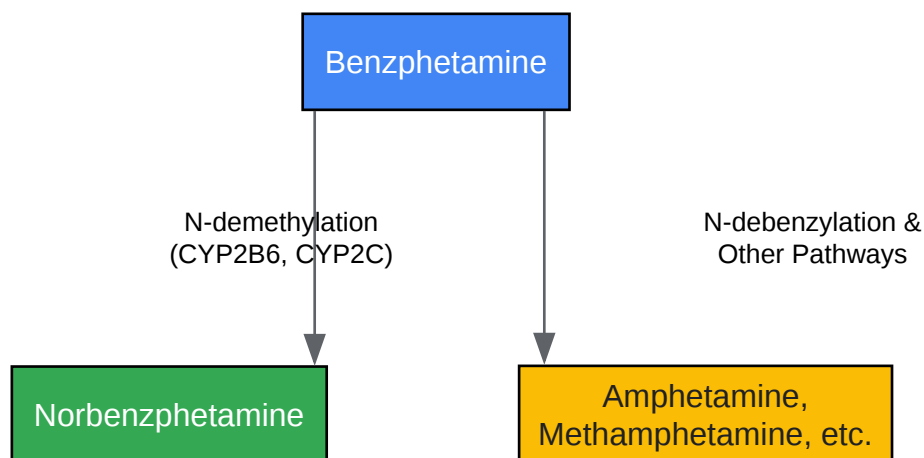 Benzphetamine
N-demethylation
(CYP2B6, CYP2C)
N-debenzylation &
Other Pathways
Norbenzphetamine
Amphetamine,
Methamphetamine, etc.